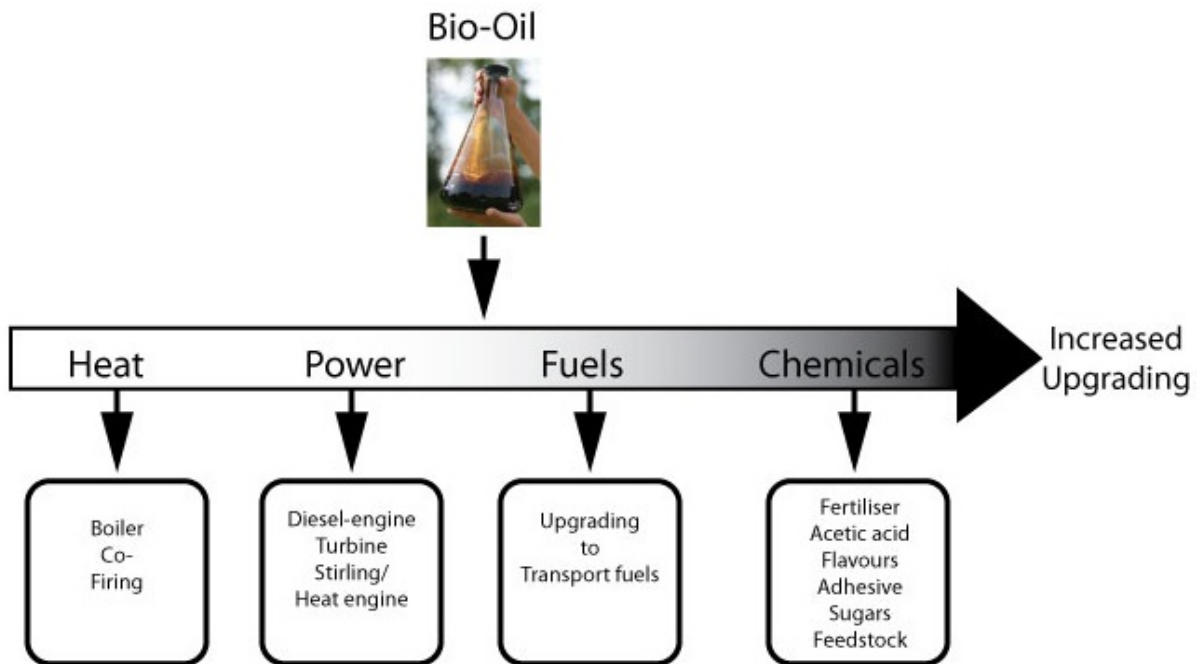 Bio-Oil
Heat
Power
Fuels
Chemicals
Increased
Upgrading
Boiler
Co-
Firing
Diesel-engine
Turbine
Stirling/
Heat engine
Upgrading
to
Transport fuels
Fertiliser
Acetic acid
Flavours
Adhesive
Sugars
Feedstock